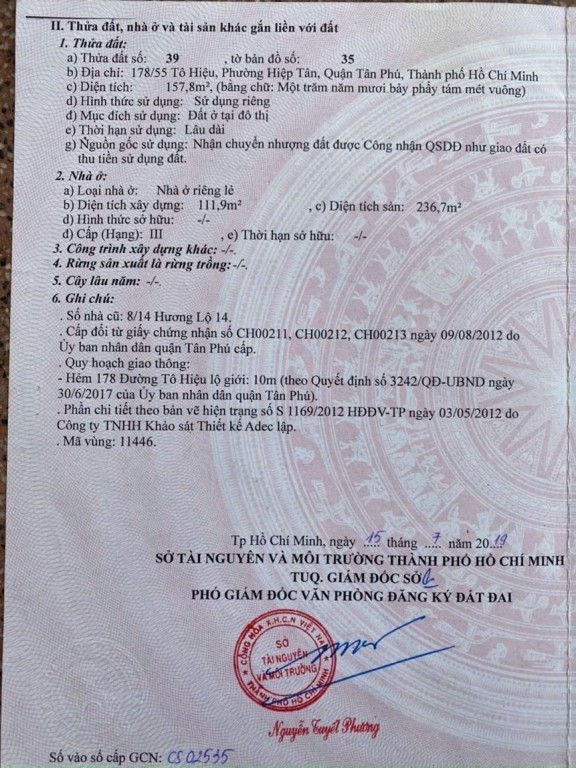 II. Thửa đất, nhà ở và tài sản khác gắn liền với đất
1. Thửa đất:
a) Thửa đất số: 39 , tờ bản đồ số: 35
b) Địa chỉ: 178/55 Tô Hiệu, Phường Hiệp Tân, Quận Tân Phú, Thành phố Hồ Chí Minh
c) Diện tích: 157,8m², (bằng chữ: Một trăm năm mươi bảy phẩy tám mét vuông)
d) Hình thức sử dụng: Sử dụng riêng
đ) Mục đích sử dụng: Đất ở tại đô thị
e) Thời hạn sử dụng: Lâu dài
g) Nguồn gốc sử dụng: Nhận chuyển nhượng đất được Công nhận QSDĐ như giao đất có
thu tiền sử dụng đất.
2. Nhà ở:
a) Loại nhà ở: Nhà ở riêng lẻ
b) Diện tích xây dựng: 111,9m² , c) Diện tích sàn: 236,7m²
d) Hình thức sở hữu: -/-
đ) Cấp (Hạng): III , e) Thời hạn sở hữu: -/-
3. Công trình xây dựng khác: -/-.
4. Rừng sản xuất là rừng trồng:-/-.
5. Cây lâu năm: -/-.
6. Ghi chú:
. Số nhà cũ: 8/14 Hương Lộ 14.
. Cấp đổi từ giấy chứng nhận số CH00211, CH00212, CH00213 ngày 09/08/2012 do
Ủy ban nhân dân quận Tân Phú cấp.
. Quy hoạch giao thông:
- Hẻm 178 Đường Tô Hiệu lộ giới: 10m (theo Quyết định số 3242/QĐ-UBND ngày
30/6/2017 của Ủy ban nhân dân quận Tân Phú).
. Phần chi tiết theo bản vẽ hiện trạng số S 1169/2012 HĐĐV-TP ngày 03/05/2012 do
Công ty TNHH Khảo sát Thiết kế Adec lập.
. Mã vùng: 11446.
Tp Hồ Chí Minh, ngày 15 tháng 7 năm 2019
SỞ TÀI NGUYÊN VÀ MÔI TRƯỜNG THÀNH PHỐ HỒ CHÍ MINH
TUQ. GIÁM ĐỐC SỞ
PHÓ GIÁM ĐỐC VĂN PHÒNG ĐĂNG KÝ ĐẤT ĐAI
CỘNG HÒA X.H.C.N VIỆT NAM
SỞ
TÀI NGUYÊN
VÀ MÔI TRƯỜNG
THÀNH PHỐ HỒ CHÍ MINH
Nguyễn Tuyết Phương
Số vào sổ cấp GCN: CS 02535